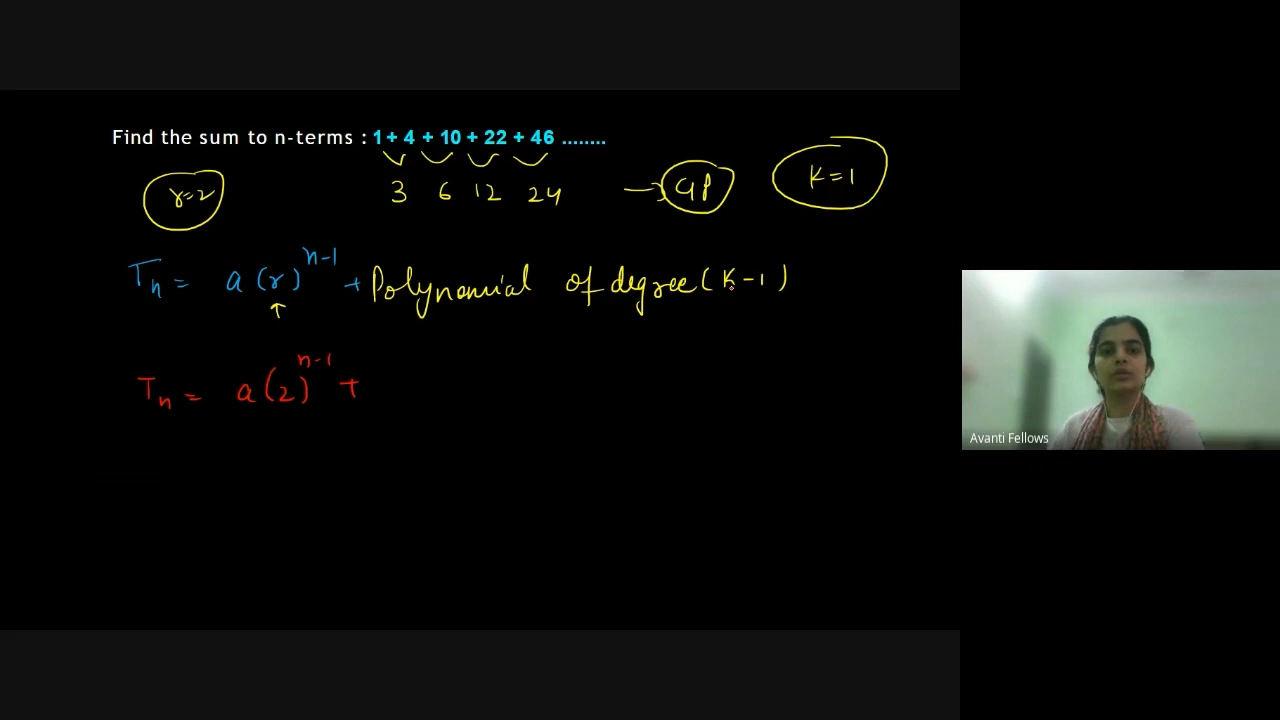 Find the sum to n-terms : 1 + 4 + 10 + 22 + 46 ........
r=2 3 6 12 24 → GP K=1
Tn = a(r)^n-1 + Polynomial of degree (K-1)
↑
Tn = a(2)^n-1 +
Avanti Fellows